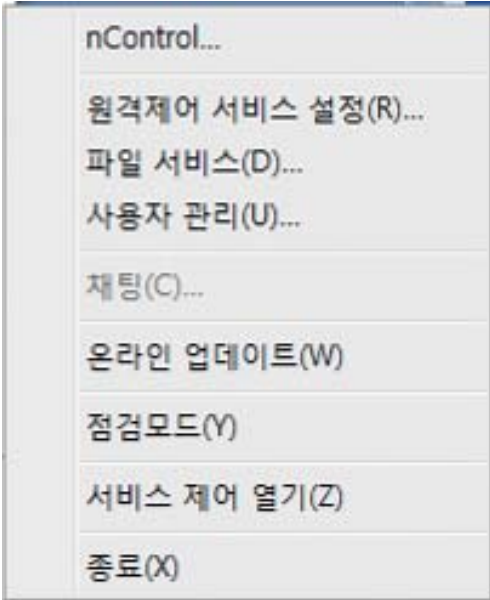 nControl...
원격제어 서비스 설정(R)...
파일 서비스(D)...
사용자 관리(U)...
채팅(C)...
온라인 업데이트(W)
점검모드(Y)
서비스 제어 열기(Z)
종료(X)